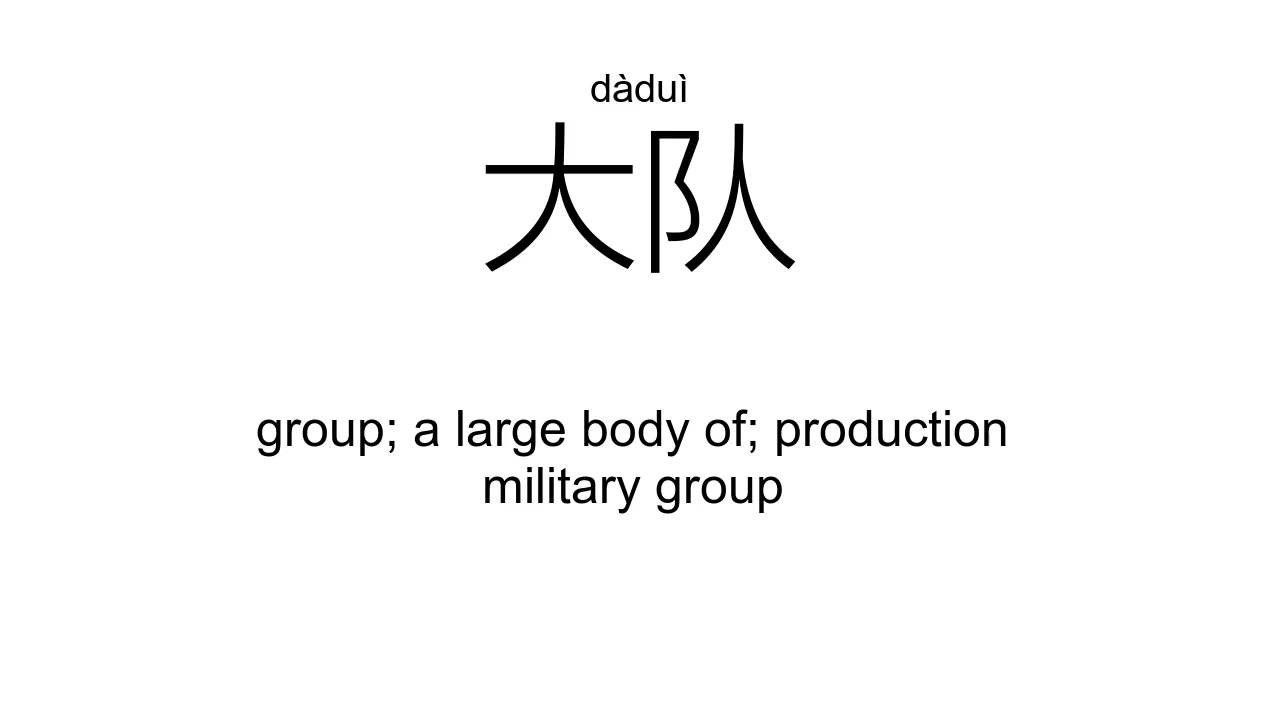 dàduì
大队
group; a large body of; production
military group